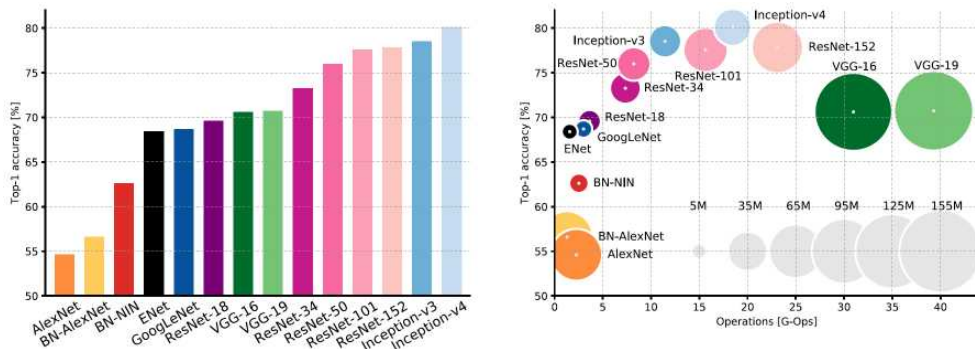 80
75
70
65
60
55
50
Top-1 accuracy [%]
AlexNet
BN-AlexNet
BN-NIN
ENet
GoogLeNet
ResNet-18
VGG-16
VGG-19
ResNet-34
ResNet-50
ResNet-101
ResNet-152
Inception-v3
Inception-v4
80
75
70
65
60
55
50
Top-1 accuracy [%]
Inception-v4
Inception-v3
ResNet-152
ResNet-50
ResNet-101
VGG-16
VGG-19
ResNet-34
ResNet-18
GoogLeNet
ENet
BN-NIN
5M 35M 65M 95M 125M 155M
BN-AlexNet
AlexNet
0 5 10 15 20 25 30 35 40
Operations [G-Ops]